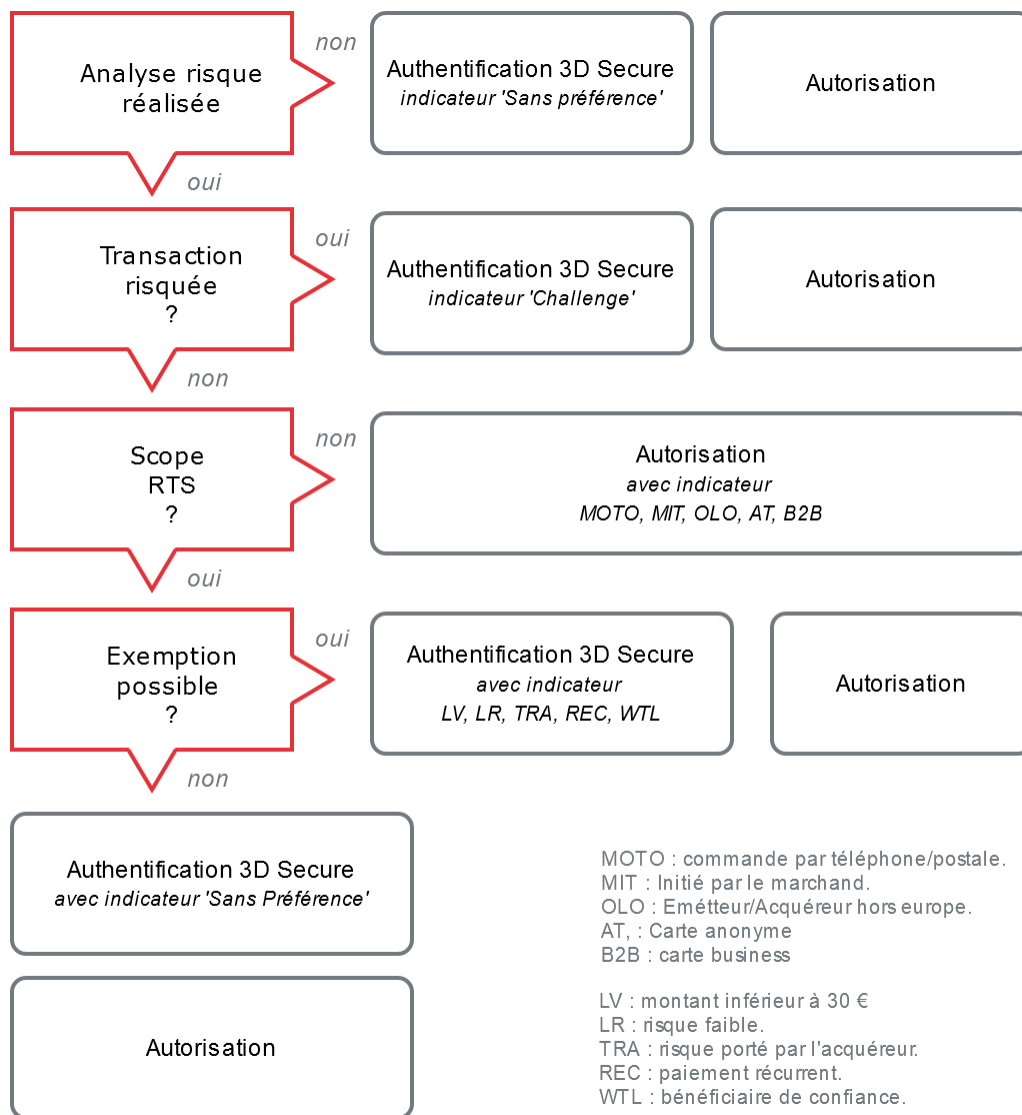 Analyse risque
réalisée
non
Authentification 3D Secure
indicateur 'Sans préférence'
Autorisation
oui
Transaction
risquée
?
oui
Authentification 3D Secure
indicateur 'Challenge'
Autorisation
non
Scope
RTS
?
non
Autorisation
avec indicateur
MOTO, MIT, OLO, AT, B2B
oui
Exemption
possible
?
oui
Authentification 3D Secure
avec indicateur
LV, LR, TRA, REC, WTL
Autorisation
non
Authentification 3D Secure
avec indicateur 'Sans Préférence'
Autorisation
MOTO : commande par téléphone/postale.
MIT : Initié par le marchand.
OLO : Emétteur/Acquéreur hors europe.
AT, : Carte anonyme
B2B : carte business
LV : montant inférieur à 30 €
LR : risque faible.
TRA : risque porté par l'acquéreur.
REC : paiement récurrent.
WTL : bénéficiaire de confiance.